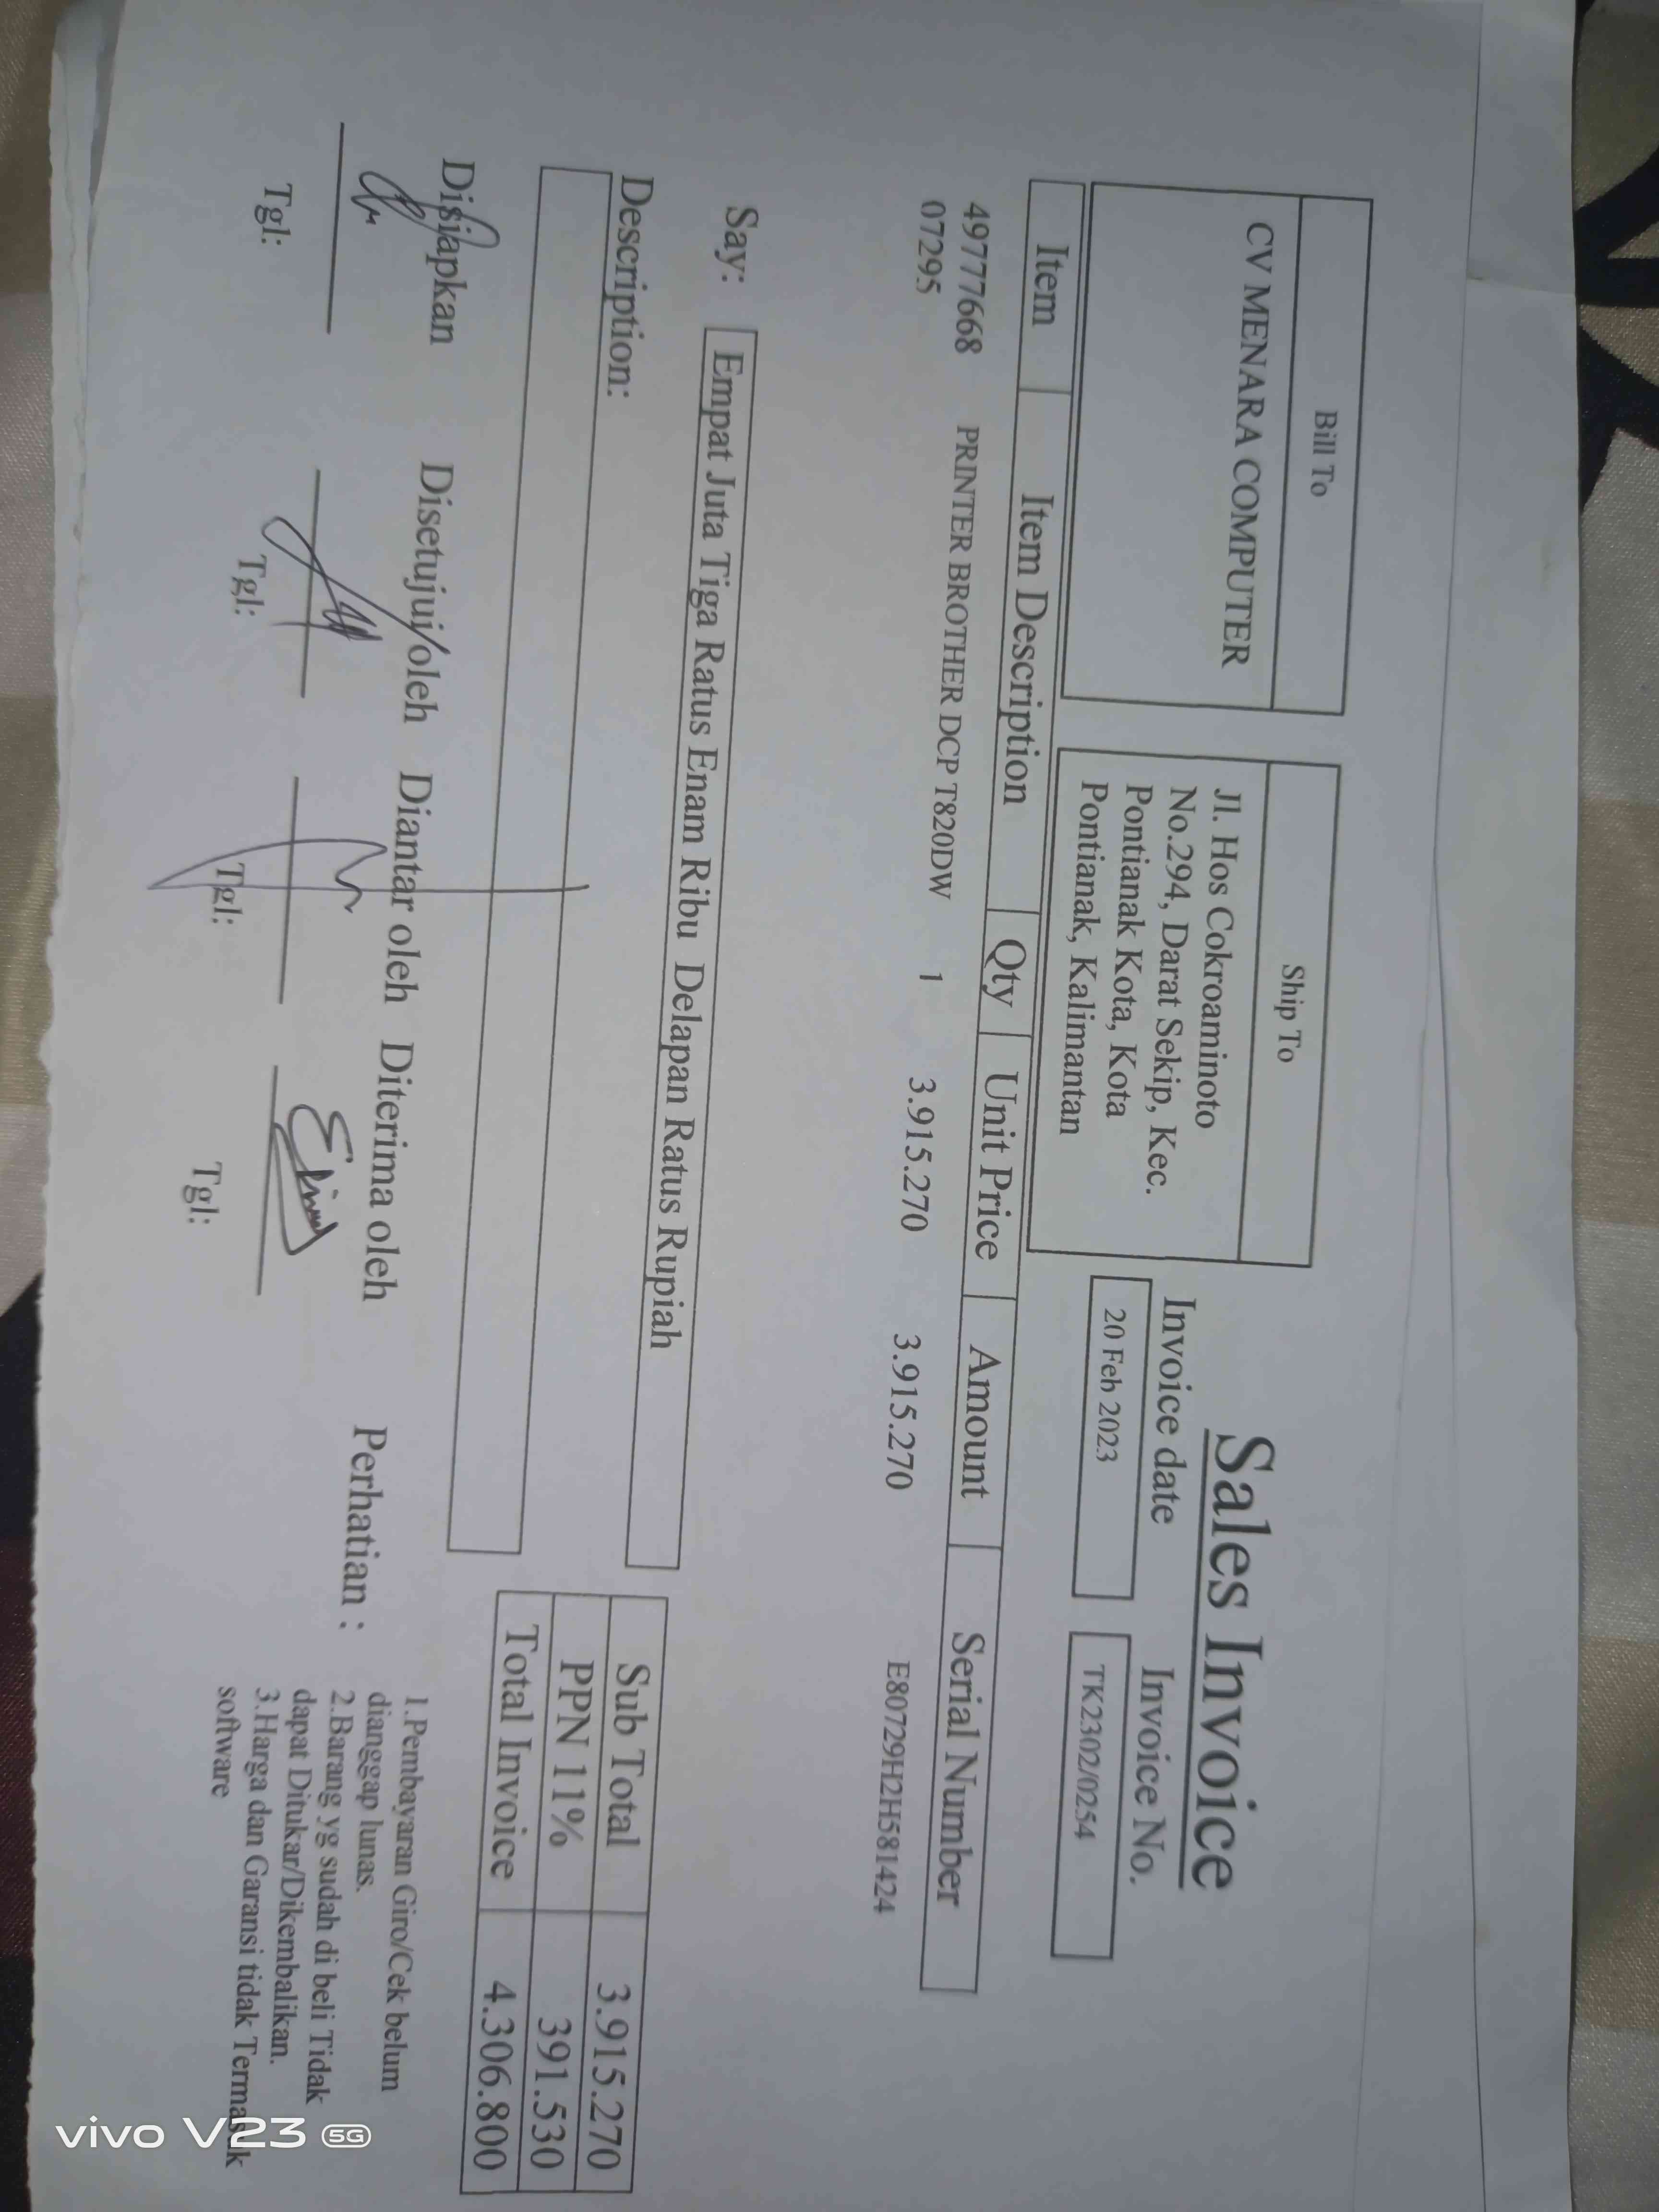 Sales Invoice
Bill To
CV MENARA COMPUTER
Ship To
Jl. Hos Cokroaminoto
No.294, Darat Sekip, Kec.
Pontianak Kota, Kota
Pontianak, Kalimantan
Invoice date
20 Feb 2023
Invoice No.
TK2302/0254
Item Item Description Qty Unit Price Amount Serial Number
49777668 PRINTER BROTHER DCP T820DW 1 3.915.270 3.915.270 E80729H2H581424
07295
Say: Empat Juta Tiga Ratus Enam Ribu Delapan Ratus Rupiah
Description:
Sub Total 3.915.270
PPN 11% 391.530
Total Invoice 4.306.800
Disiapkan Disetujui/oleh Diantar oleh Diterima oleh
Tgl: Tgl: Tgl: Tgl:
Perhatian :
1.Pembayaran Giro/Cek belum
dianggap lunas.
2.Barang yg sudah di beli Tidak
dapat Ditukar/Dikembalikan.
3.Harga dan Garansi tidak Termasuk
software
vivo V23 5G